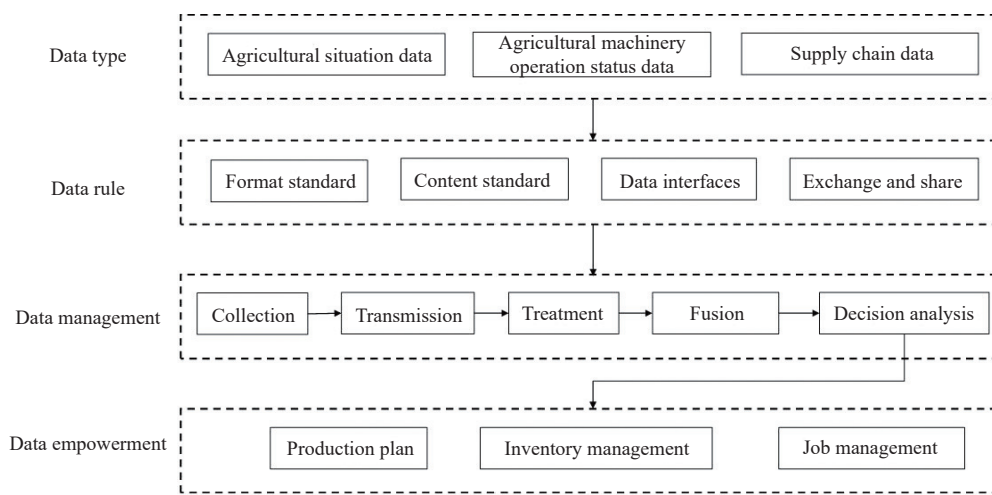 Data type
Agricultural situation data
Agricultural machinery
operation status data
Supply chain data
Data rule
Format standard
Content standard
Data interfaces
Exchange and share
Data management
Collection
Transmission
Treatment
Fusion
Decision analysis
Data empowerment
Production plan
Inventory management
Job management